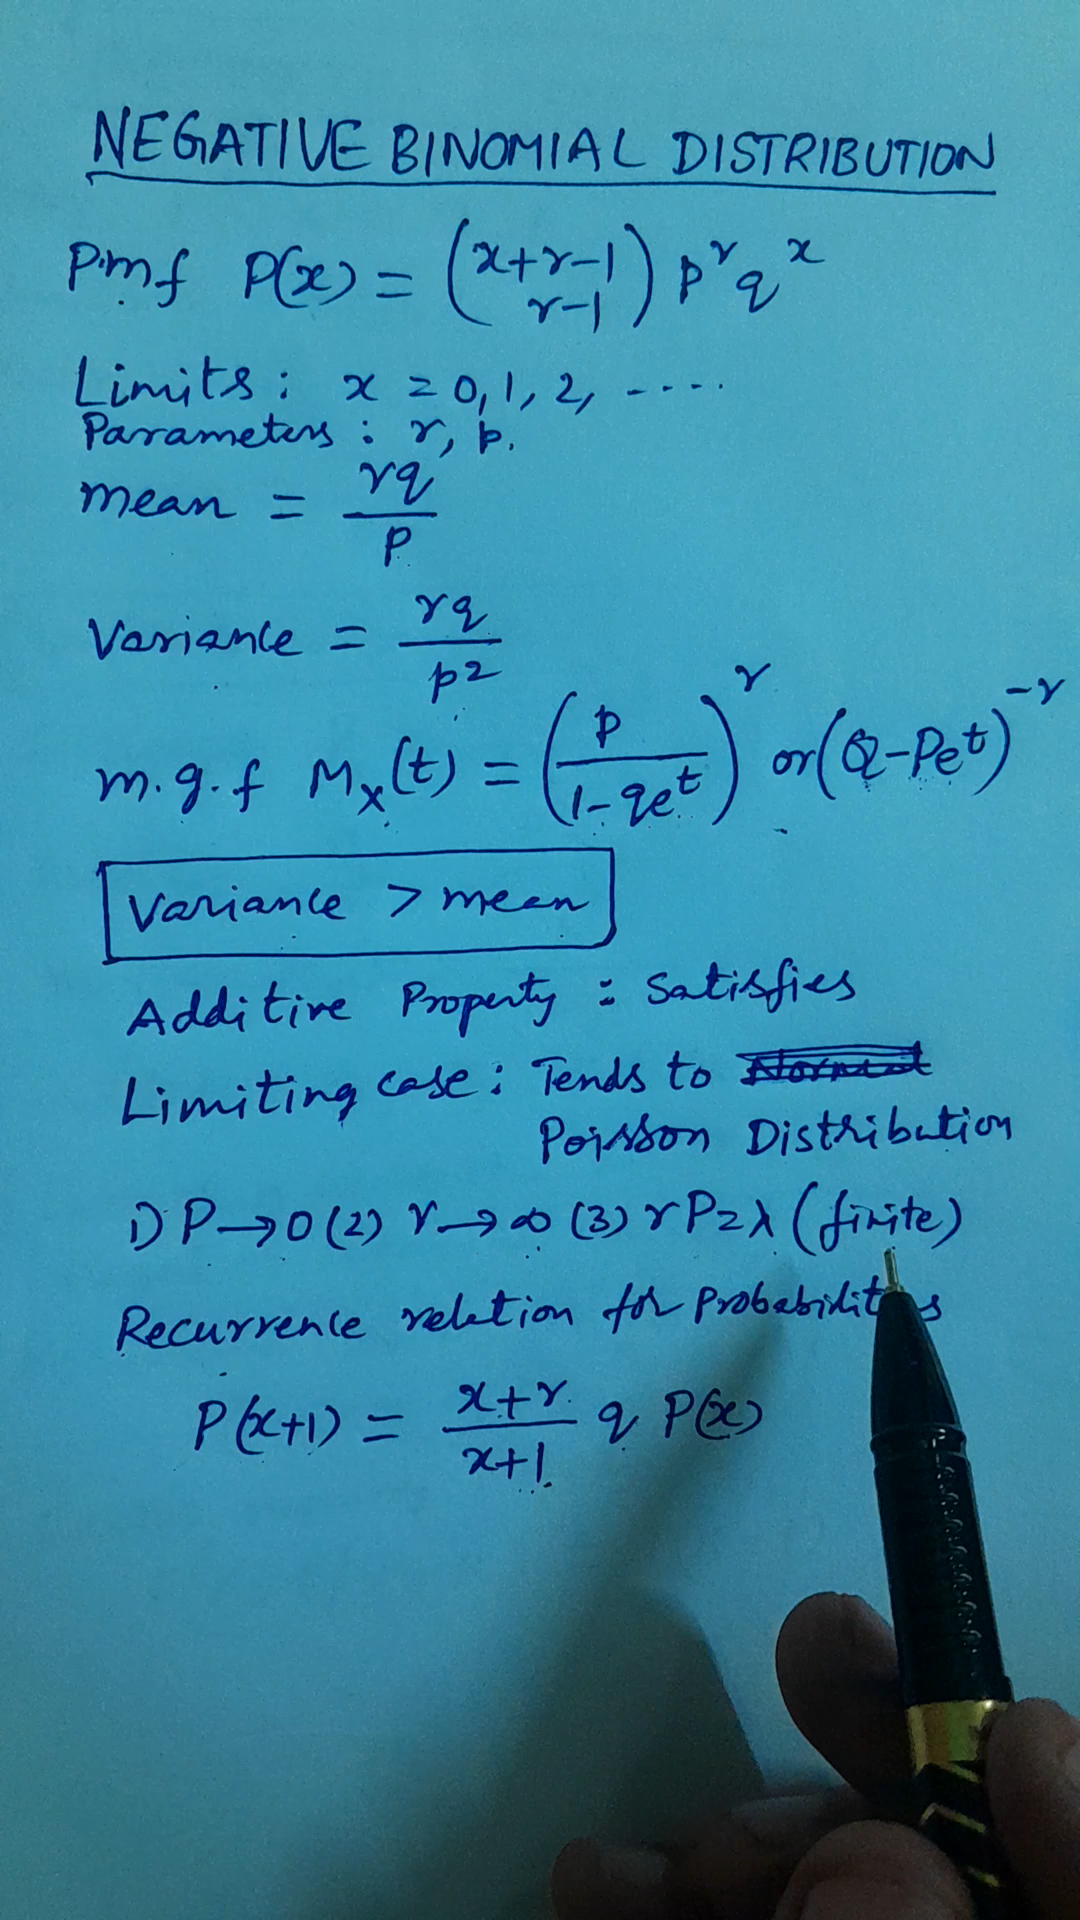 NEGATIVE BINOMIAL DISTRIBUTION
P.m.f P(x) = (x+r-1 r-1) p^r q^x
Limits : x = 0, 1, 2, .....
Parameters : r, p.
mean = rq/p
Variance = rq/p²
m.g.f M_X(t) = (p/(1-qe^t))^r or (Q-Pe^t)^-r
Variance > mean
Additive Property : Satisfies
Limiting case : Tends to Normal
Poisson Distribution
1) P→0 (2) r→∞ (3) rP=λ (finite)
Recurrence relation for Probabilities
P(x+1) = (x+r)/(x+1) q P(x)